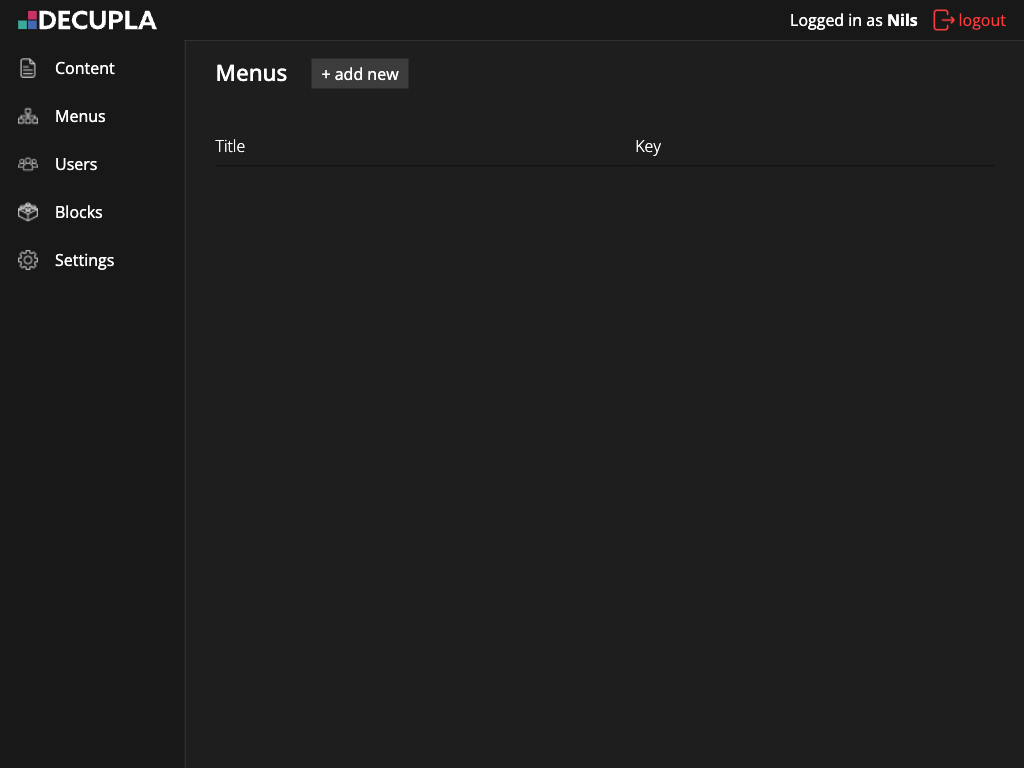 DECUPLA
Logged in as Nils
logout
Content
Menus
Users
Blocks
Settings
Menus
+ add new
Title
Key